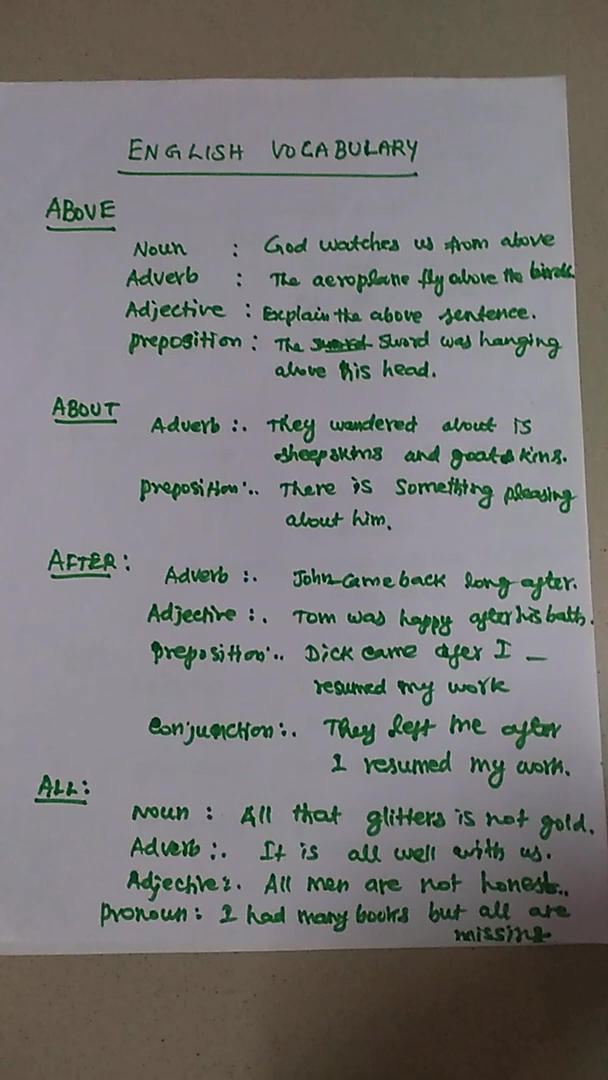 ENGLISH VOCABULARY
ABOVE
Noun : God watches us from above
Adverb : The aeroplane fly above the birds.
Adjective : Explain the above sentence.
preposition : The Sword was hanging
above his head.
ABOUT
Adverb :. They wandered about is
sheepskins and goatskins.
preposition :. There is something pleasing
about him.
AFTER :
Adverb :. John came back long after.
Adjective :. Tom was happy after his bath.
preposition :. Dick came afer I _
resumed my work
Conjunction :. They left me after
I resumed my work.
ALL :
Noun : All that glitters is not gold.
Adverb :. It is all well with us.
Adjective :. All men are not honest..
pronoun : I had many books but all are
missing